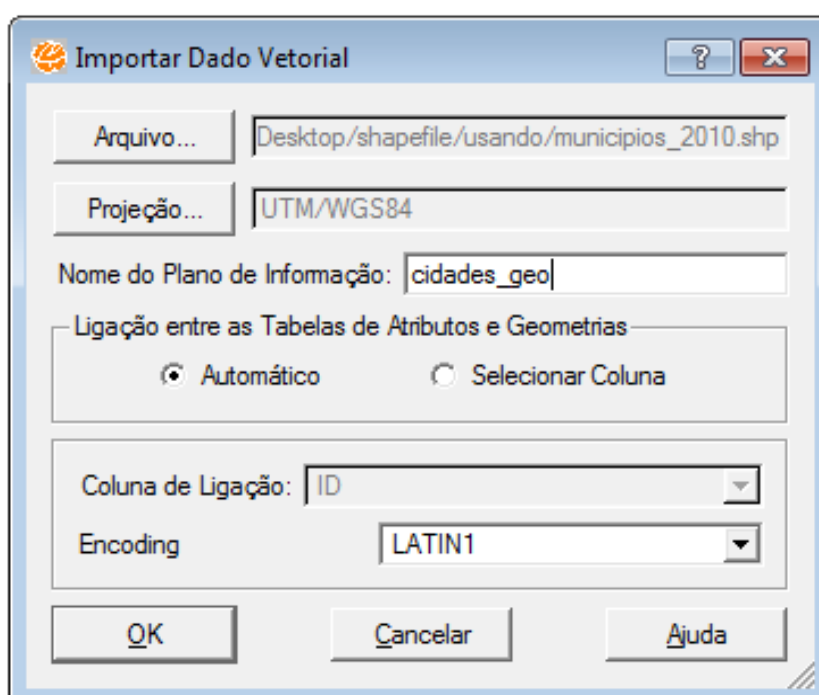 Importar Dado Vetorial
Arquivo... Desktop/shapefile/usando/municipios_2010.shp
Projeção... UTM/WGS84
Nome do Plano de Informação: cidades_geo
Ligação entre as Tabelas de Atributos e Geometrias
Automático Selecionar Coluna
Coluna de Ligação: ID
Encoding LATIN1
OK Cancelar Ajuda